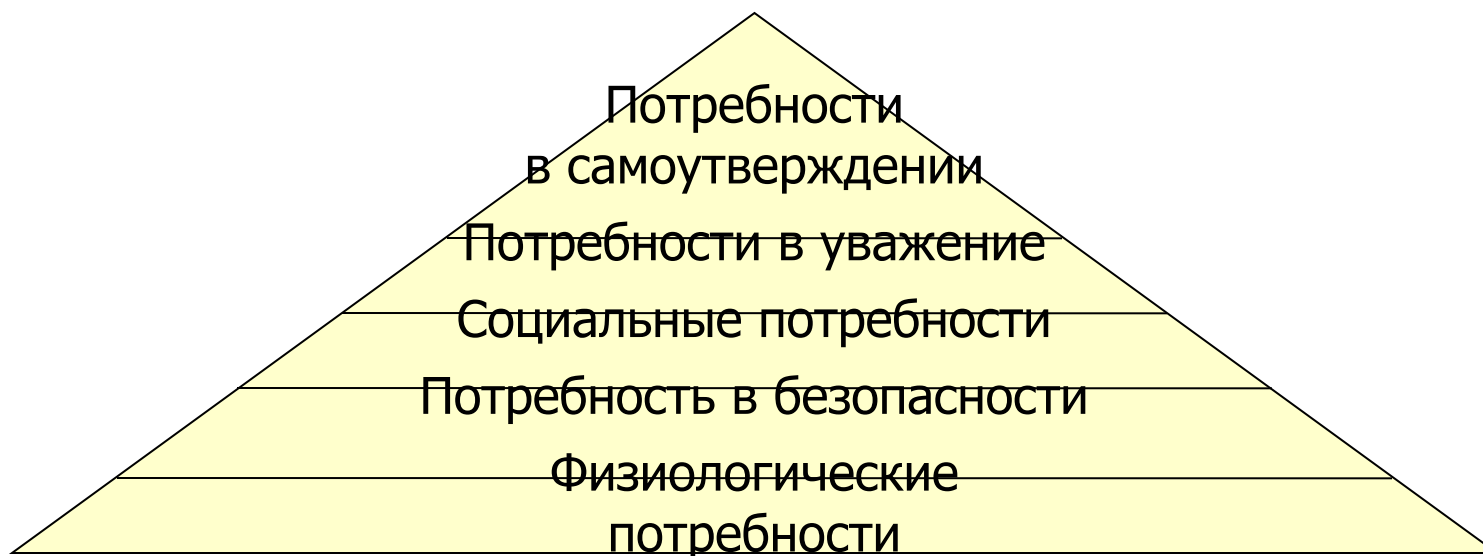 Потребности
в самоутверждении
Потребности в уважение
Социальные потребности
Потребность в безопасности
Физиологические
потребности